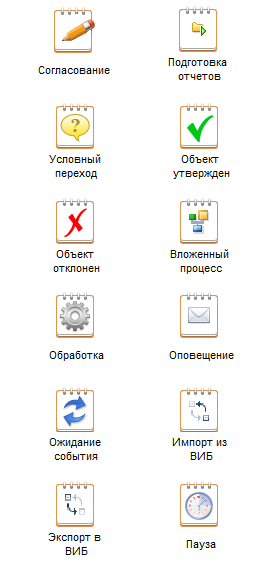 Согласование
Подготовка
отчетов
Условный
переход
Объект
утвержден
Объект
отклонен
Вложенный
процесс
Обработка
Оповещение
Ожидание
события
Импорт из
ВИБ
Экспорт в
ВИБ
Пауза